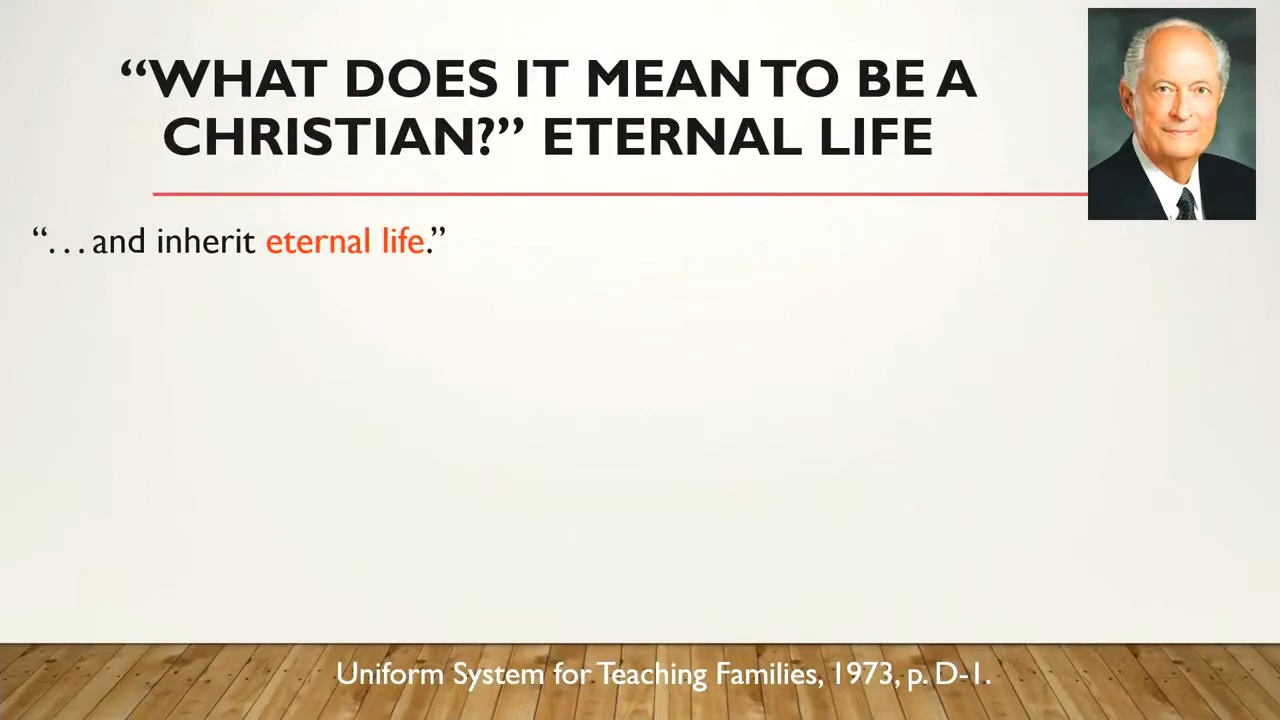 “WHAT DOES IT MEAN TO BE A
CHRISTIAN?” ETERNAL LIFE
“. . . and inherit eternal life.”
Uniform System for Teaching Families, 1973, p. D-1.